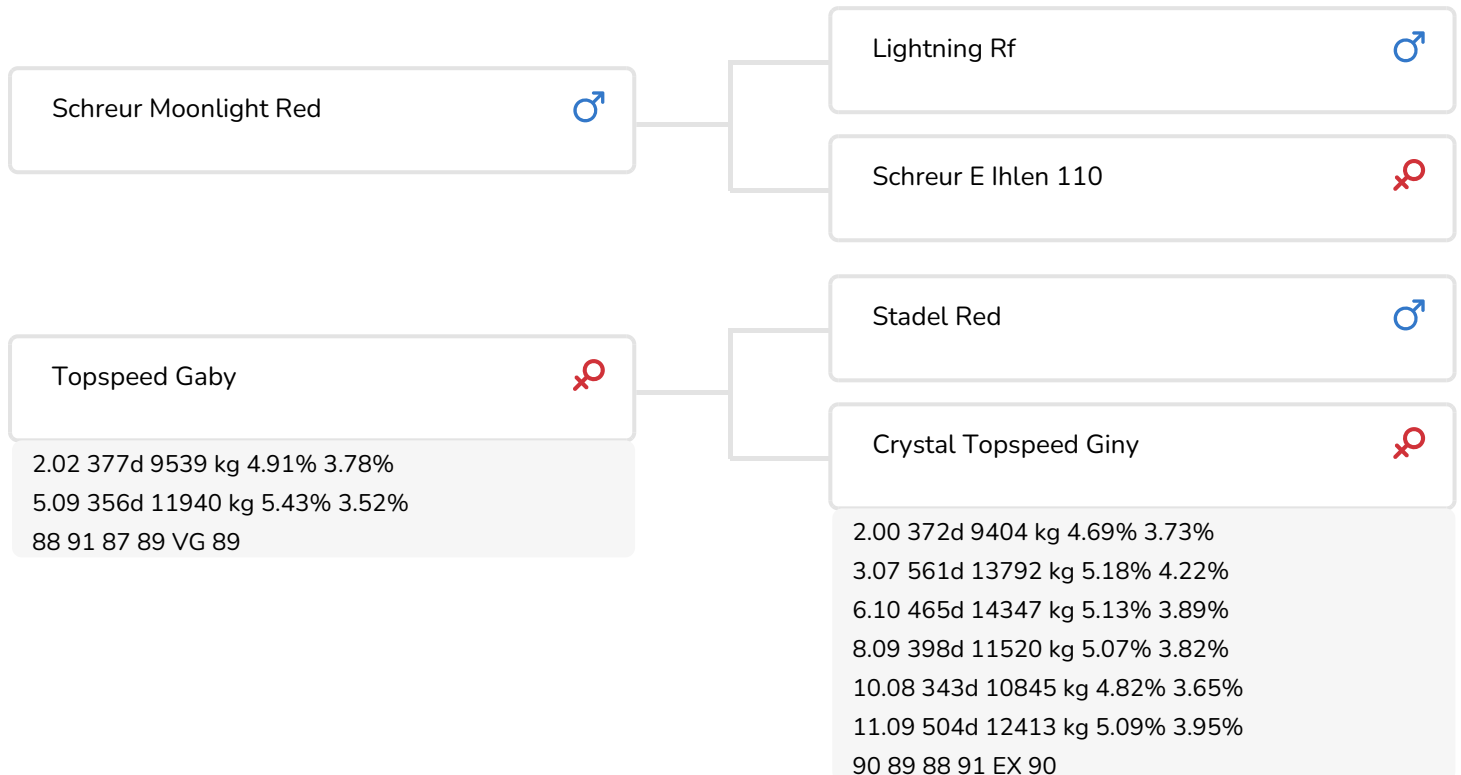 Lightning Rf
Schreur Moonlight Red
Schreur E Ihlen 110
Stadel Red
Topspeed Gaby
2.02 377d 9539 kg 4.91% 3.78%
5.09 356d 11940 kg 5.43% 3.52%
88 91 87 89 VG 89
Crystal Topspeed Giny
2.00 372d 9404 kg 4.69% 3.73%
3.07 561d 13792 kg 5.18% 4.22%
6.10 465d 14347 kg 5.13% 3.89%
8.09 398d 11520 kg 5.07% 3.82%
10.08 343d 10845 kg 4.82% 3.65%
11.09 504d 12413 kg 5.09% 3.95%
90 89 88 91 EX 90